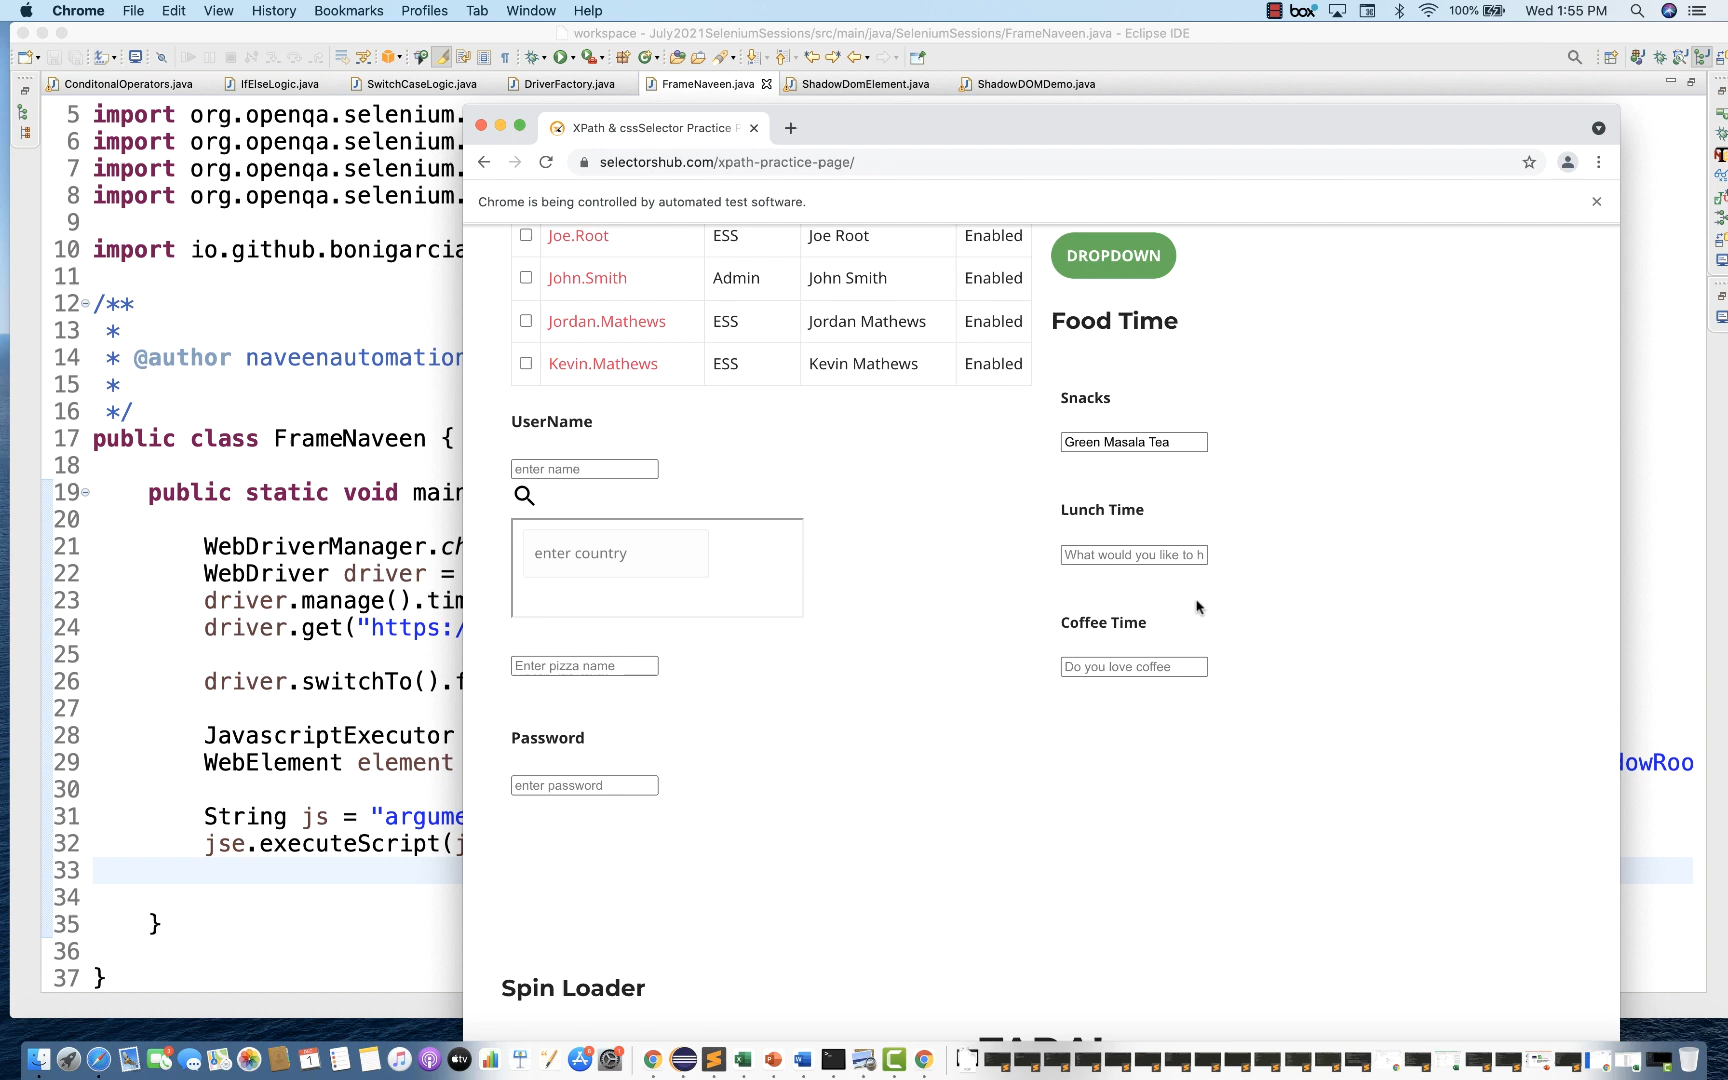 Chrome File Edit View History Bookmarks Profiles Tab Window Help
box 100% Wed 1:55 PM
workspace - July2021SeleniumSessions/src/main/java/SeleniumSessions/FrameNaveen.java - Eclipse IDE
ConditonalOperators.java IfElseLogic.java SwitchCaseLogic.java DriverFactory.java FrameNaveen.java ShadowDomElement.java ShadowDOMDemo.java
5 import org.openqa.selenium.
6 import org.openqa.selenium.
7 import org.openqa.selenium.
8 import org.openqa.selenium.
9
10 import io.github.bonigarcia
11
12 /**
13 *
14 * @author naveenautomation
15 *
16 */
17 public class FrameNaveen {
18
19 public static void main
20
21 WebDriverManager.ch
22 WebDriver driver =
23 driver.manage().tim
24 driver.get("https:/
25
26 driver.switchTo().f
27
28 JavascriptExecutor
29 WebElement element
30
31 String js = "argume
32 jse.executeScript(j
33
34
35 }
36
37 }
dowRoo
XPath & cssSelector Practice P
selectorshub.com/xpath-practice-page/
Chrome is being controlled by automated test software.
Joe.Root ESS Joe Root Enabled
John.Smith Admin John Smith Enabled
Jordan.Mathews ESS Jordan Mathews Enabled
Kevin.Mathews ESS Kevin Mathews Enabled
UserName
enter name
enter country
Enter pizza name
Password
enter password
DROPDOWN
Food Time
Snacks
Green Masala Tea
Lunch Time
What would you like to h
Coffee Time
Do you love coffee
Spin Loader